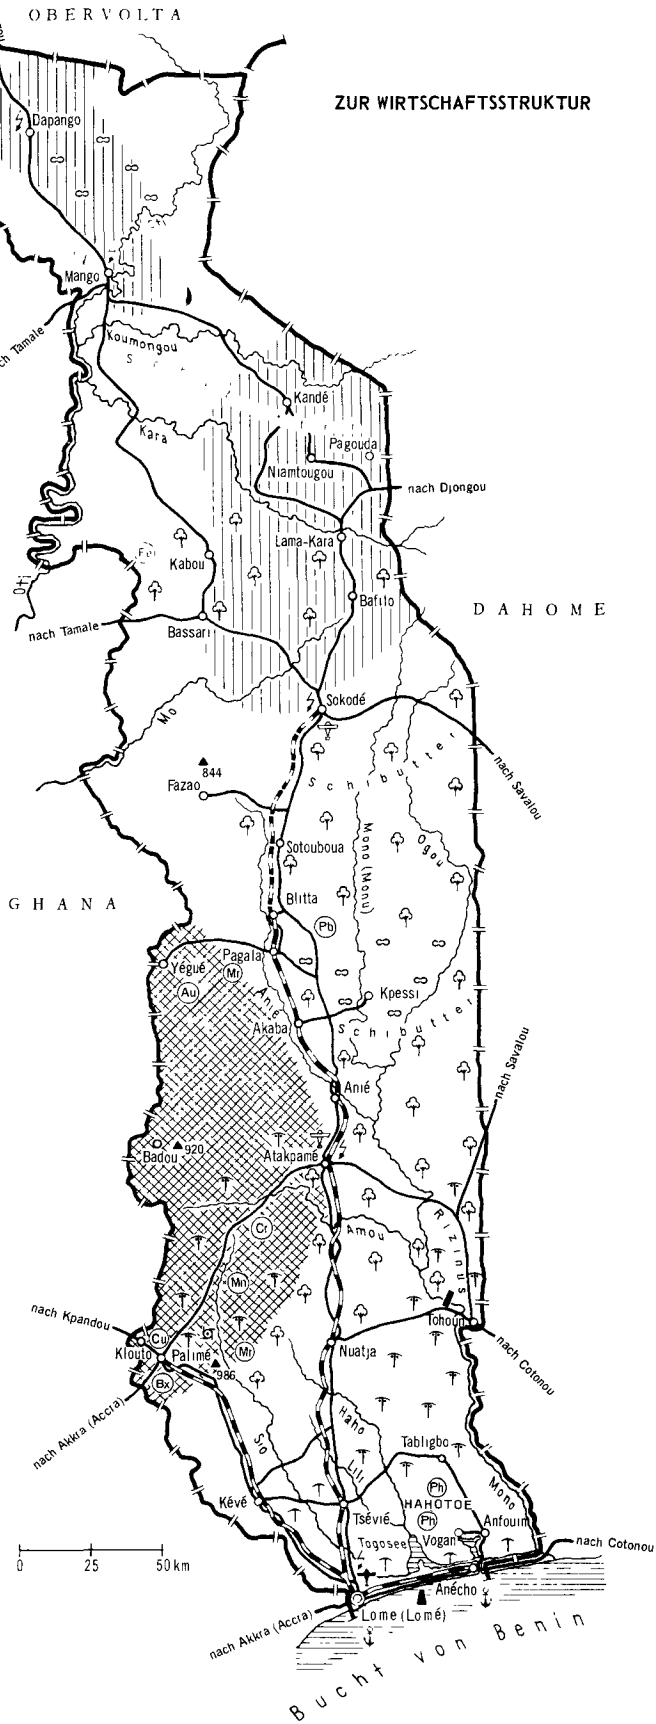 OBERVOLTA
ZUR WIRTSCHAFTSSTRUKTUR
Dapango
Mango
Tamale
Koumongou
Kandé
Kara
Pagouda
Niamtougou
nach Djongou
Lama-Kara
Fe
Kabou
Oti
Bafilo
DAHOME
nach Tamale
Bassari
Sokodé
Mo
844
Schibutter
nach Savalou
Fazao
Mono (Monu)
Ogou
Sotouboua
Blitta
GHANA
Pb
Pagala
Yégué
Mr
Au
Anié
Kpessi
Akaba
Schibutter
nach Savalou
Anié
Badou
920
Atakpamé
Rizinus
Amou
Cr
Mn
nach Kpandou
Tohoun
Cu
Klouto
Palimé
Nuatja
Mr
nach Cotonou
986
Bx
nach Akkra (Accra)
Haho
Sio
Tabligbo
Lili
Mono
Ph
Kévé
HAHOTOE
Tsévié
Ph
Anfouin
Togosee
Vogan
nach Cotonou
0 25 50 km
Anécho
Lome (Lomé)
nach Akkra (Accra)
Bucht von Benin